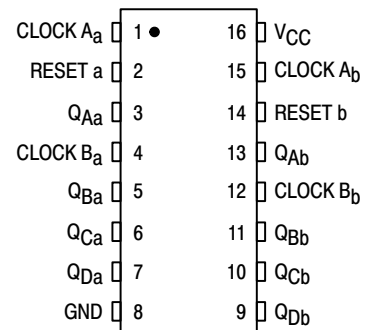 CLOCK Aa 1 16 VCC
RESET a 2 15 CLOCK Ab
QAa 3 14 RESET b
CLOCK Ba 4 13 QAb
QBa 5 12 CLOCK Bb
QCa 6 11 QBb
QDa 7 10 QCb
GND 8 9 QDb